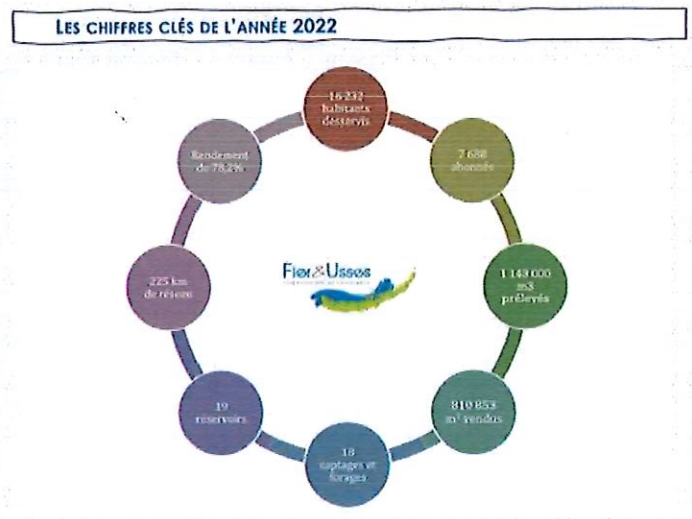 LES CHIFFRES CLÉS DE L'ANNÉE 2022
16 232
habitants
desservis
7 688
abonnés
1 143 000
m3
prélevés
810 853
m³ vendus
18
captages et
forages
19
réservoirs
225 km
de réseau
Rendement
de 78,2%
Fier&Usses